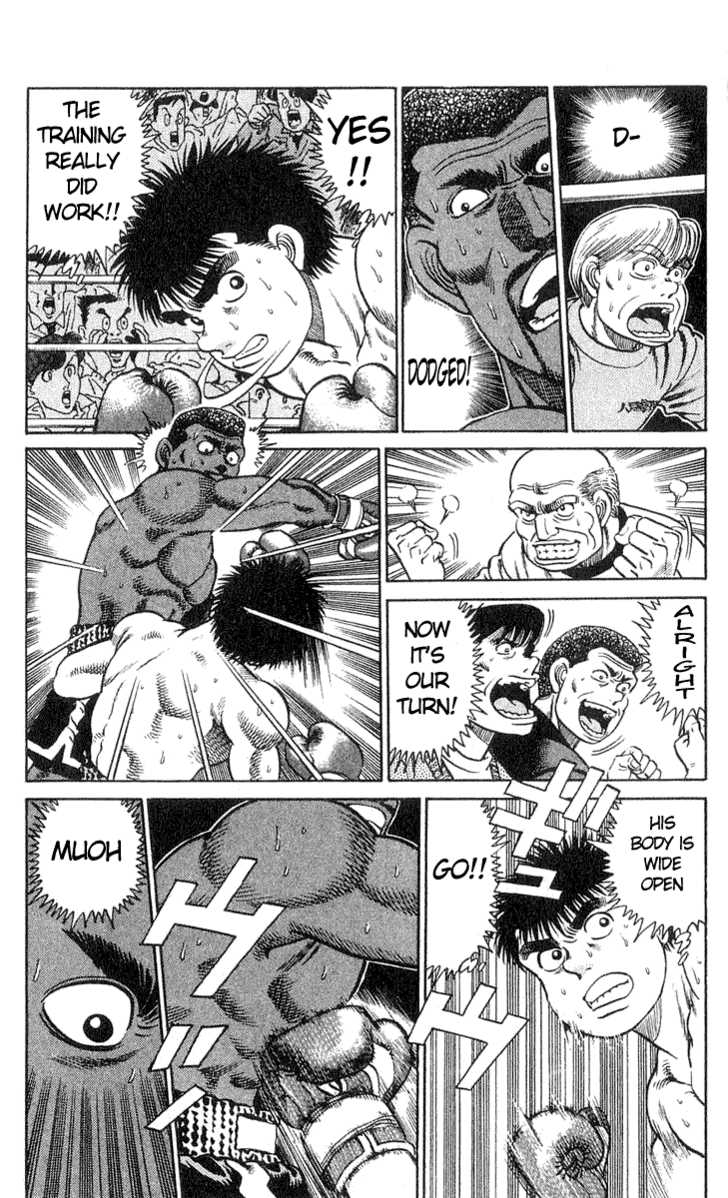 D-
DODGED!
YES
!!
THE
TRAINING
REALLY
DID
WORK!!
ALRIGHT
NOW
IT'S
OUR
TURN!
HIS
BODY IS
WIDE
OPEN
GO!!
MUOH